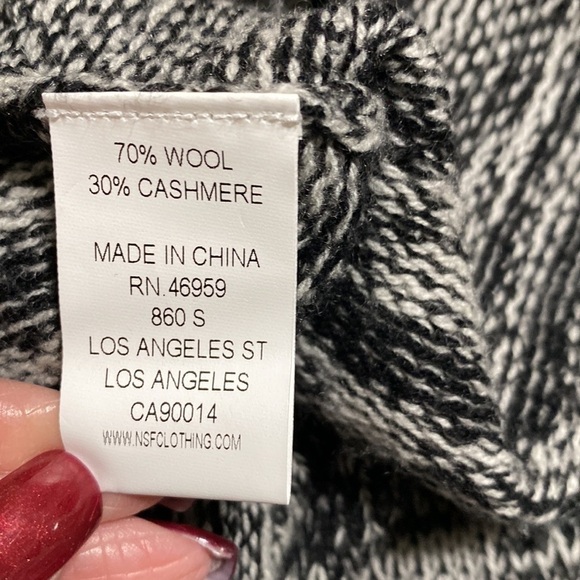 70% WOOL
30% CASHMERE
MADE IN CHINA
RN.46959
860 S
LOS ANGELES ST
LOS ANGELES
CA90014
WWW.NSFCLOTHING.COM